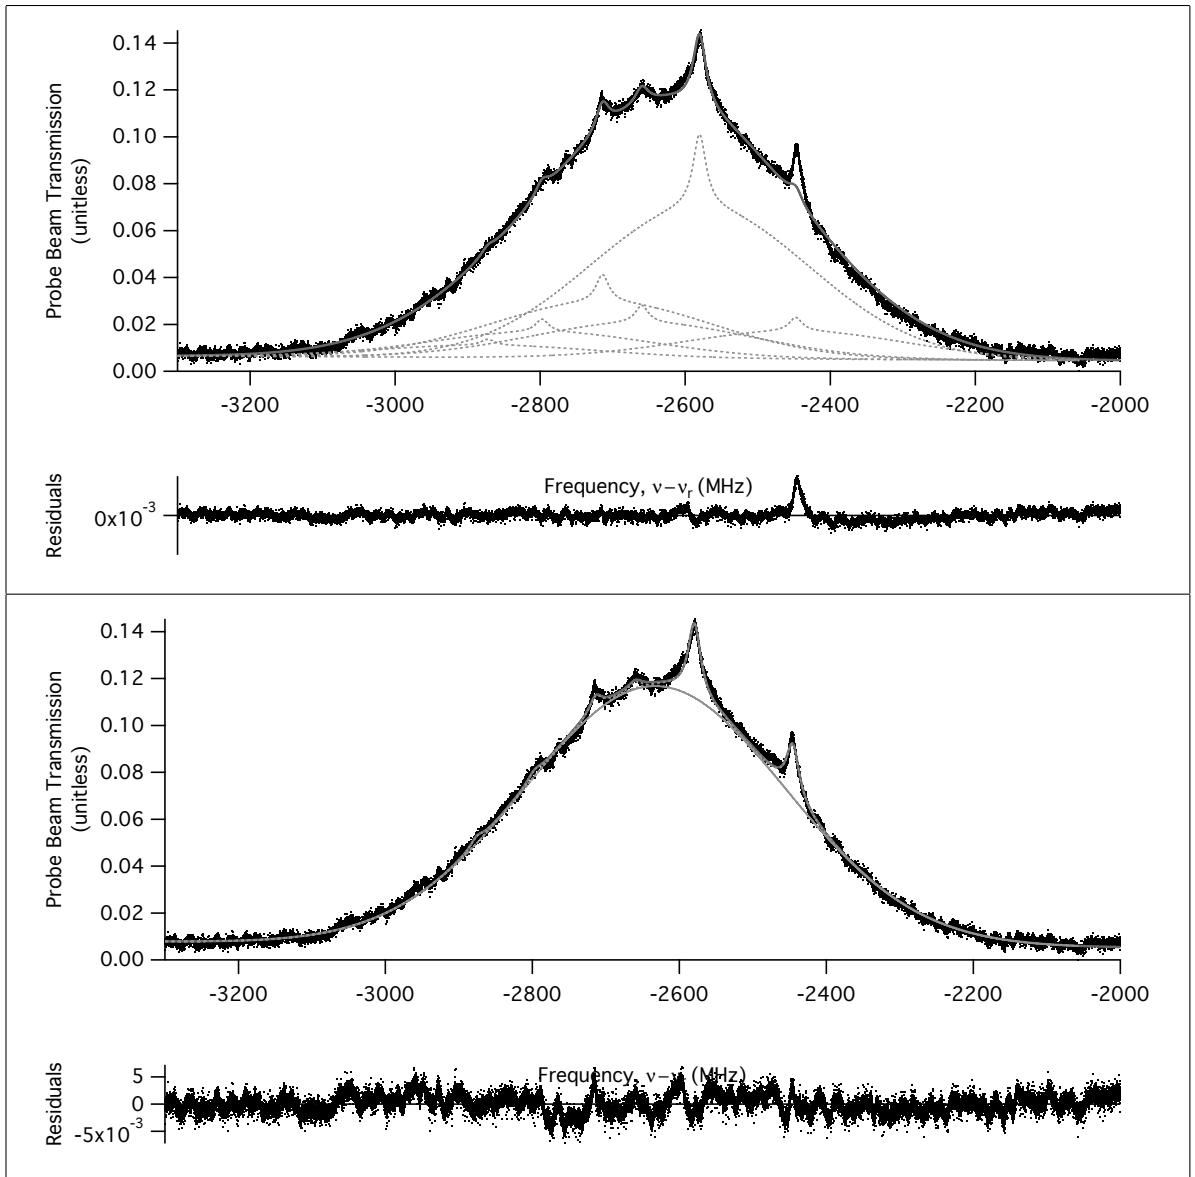 Probe Beam Transmission
(unitless)
0.14
0.12
0.10
0.08
0.06
0.04
0.02
0.00
-3200 -3000 -2800 -2600 -2400 -2200 -2000
Frequency, ν−νr (MHz)
Residuals
0x10-3
Probe Beam Transmission
(unitless)
0.14
0.12
0.10
0.08
0.06
0.04
0.02
0.00
-3200 -3000 -2800 -2600 -2400 -2200 -2000
Frequency, ν−ν (MHz)
Residuals
5
0
-5x10-3